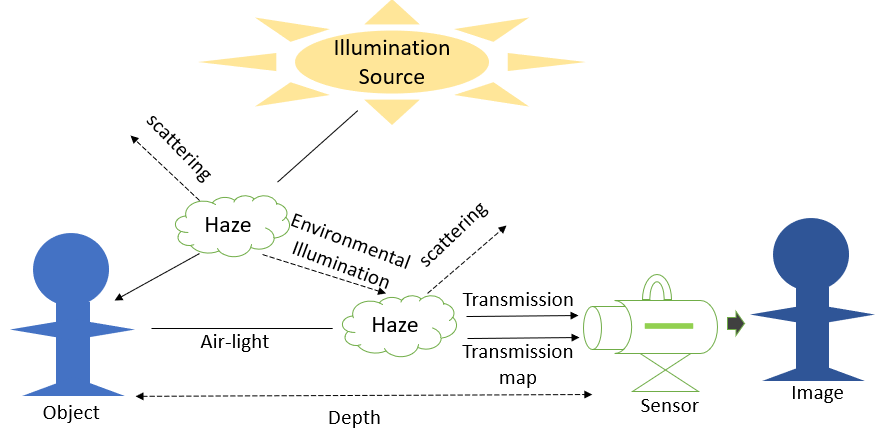 Illumination
Source
scattering
Haze
Environmental
Illumination
scattering
Haze
Transmission
Transmission
map
Air-light
Sensor
Image
Object
Depth